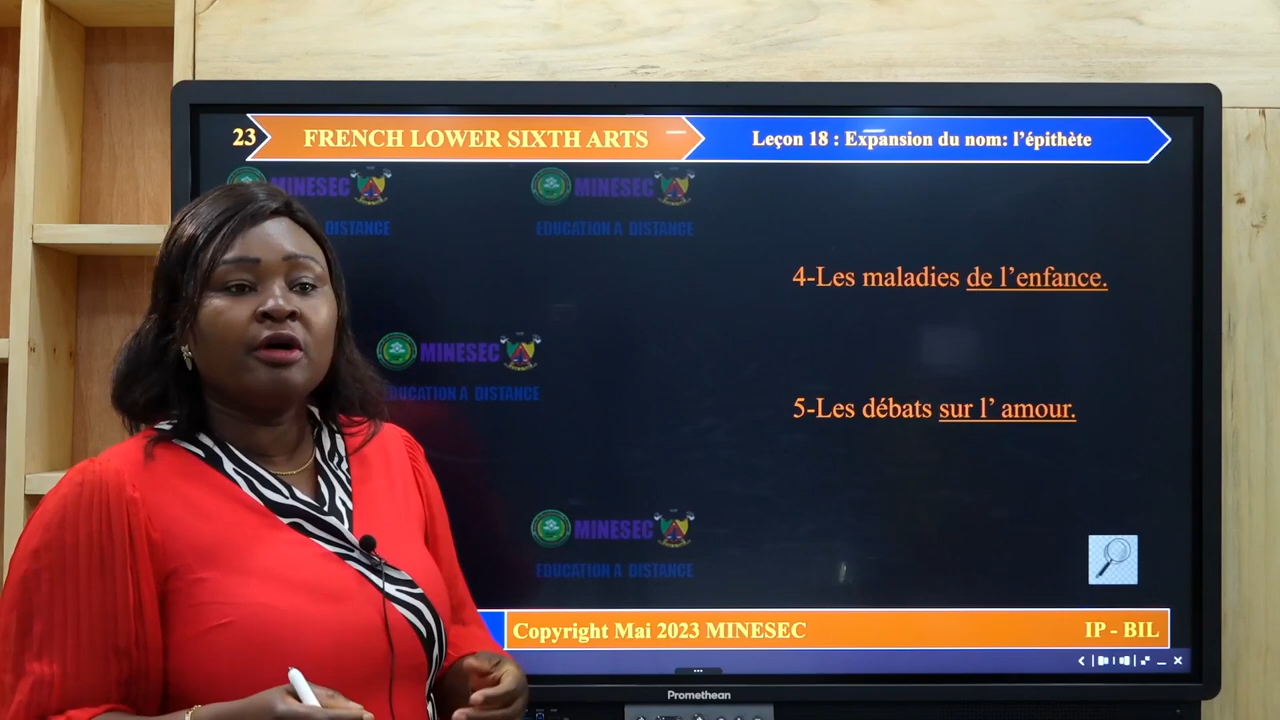 23
FRENCH LOWER SIXTH ARTS
Leçon 18 : Expansion du nom: l'épithète
MINESEC
MINESEC
DISTANCE
EDUCATION A DISTANCE
4-Les maladies de l'enfance.
MINESEC
EDUCATION A DISTANCE
5-Les débats sur l' amour.
MINESEC
EDUCATION A DISTANCE
Copyright Mai 2023 MINESEC
IP - BIL
Promethean